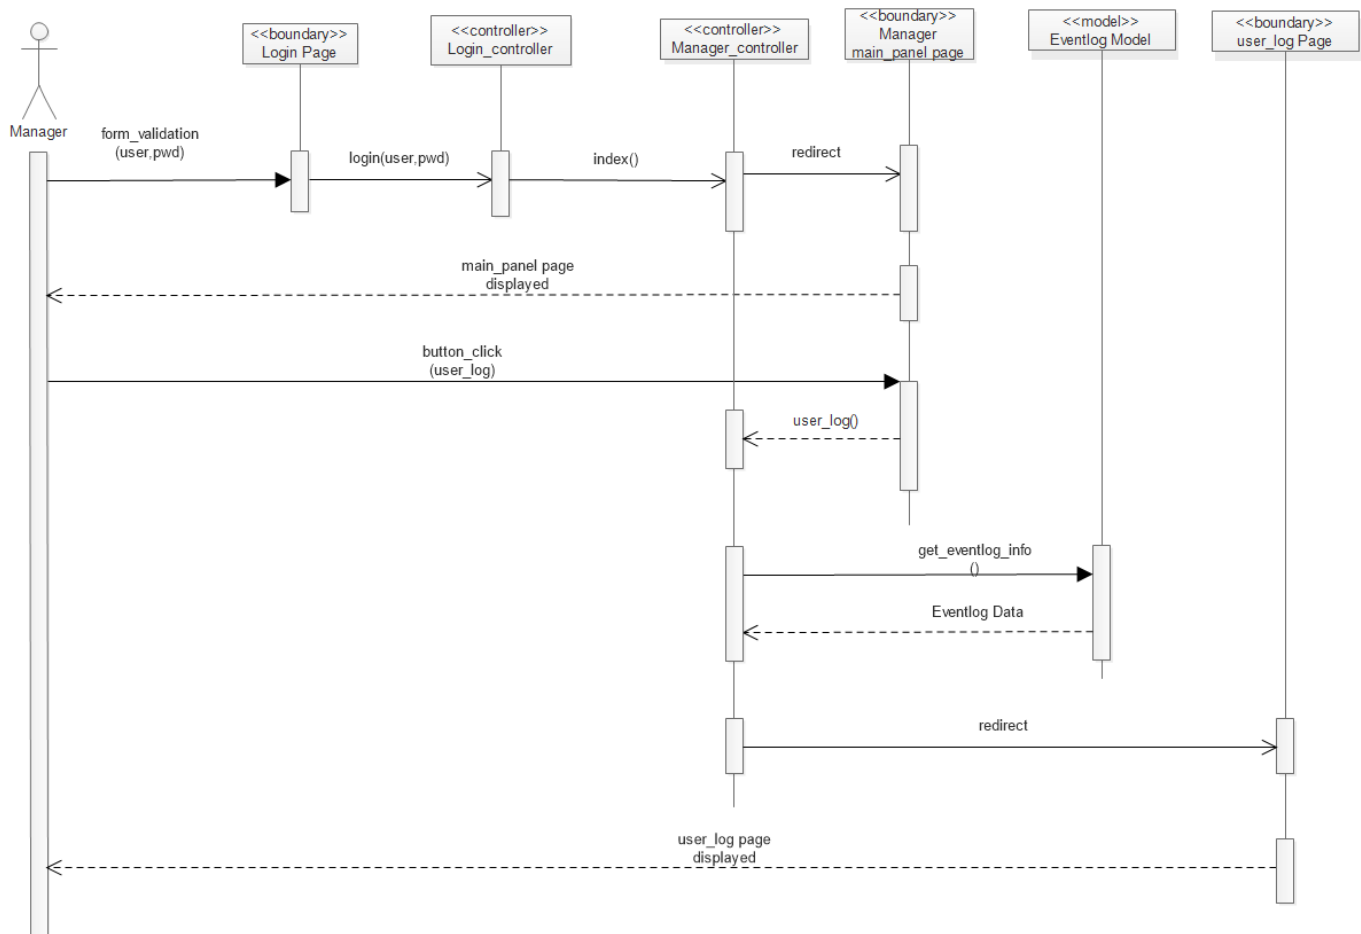 <<boundary>>
Login Page
<<controller>>
Login_controller
<<controller>>
Manager_controller
<<boundary>>
Manager
main_panel page
<<model>>
Eventlog Model
<<boundary>>
user_log Page
Manager
form_validation
(user,pwd)
login(user,pwd)
index()
redirect
main_panel page
displayed
button_click
(user_log)
user_log()
get_eventlog_info
()
Eventlog Data
redirect
user_log page
displayed